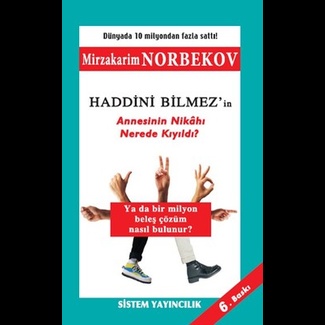 Dünyada 10 milyondan fazla sattı!
Mirzakarim NORBEKOV
HADDİNİ BİLMEZ'in
Annesinin Nikâhı
Nerede Kıyıldı?
Ya da bir milyon
beleş çözüm
nasıl bulunur?
6. Baskı
SİSTEM YAYINCILIK